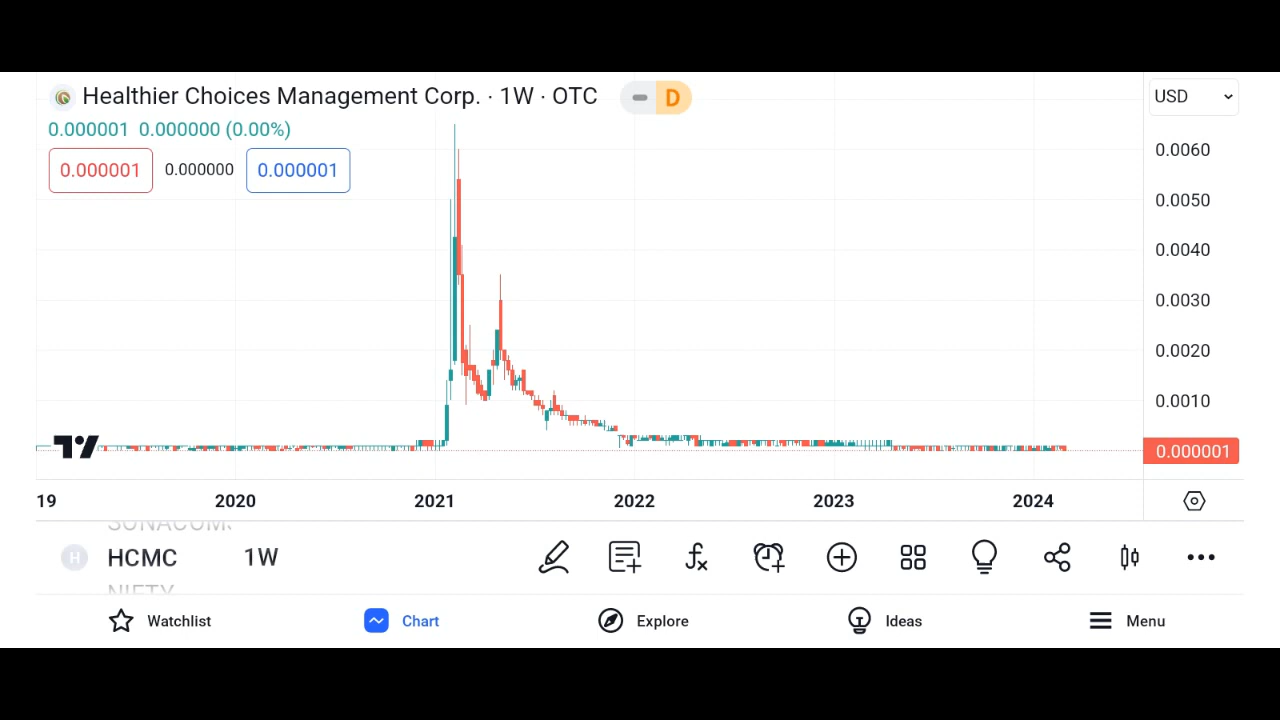 Healthier Choices Management Corp. · 1W · OTC
D
USD
0.000001 0.000000 (0.00%)
0.000001 0.000000 0.000001
0.0060
0.0050
0.0040
0.0030
0.0020
0.0010
0.000001
19 2020 2021 2022 2023 2024
HCMC 1W
NIFTY
Watchlist Chart Explore Ideas Menu